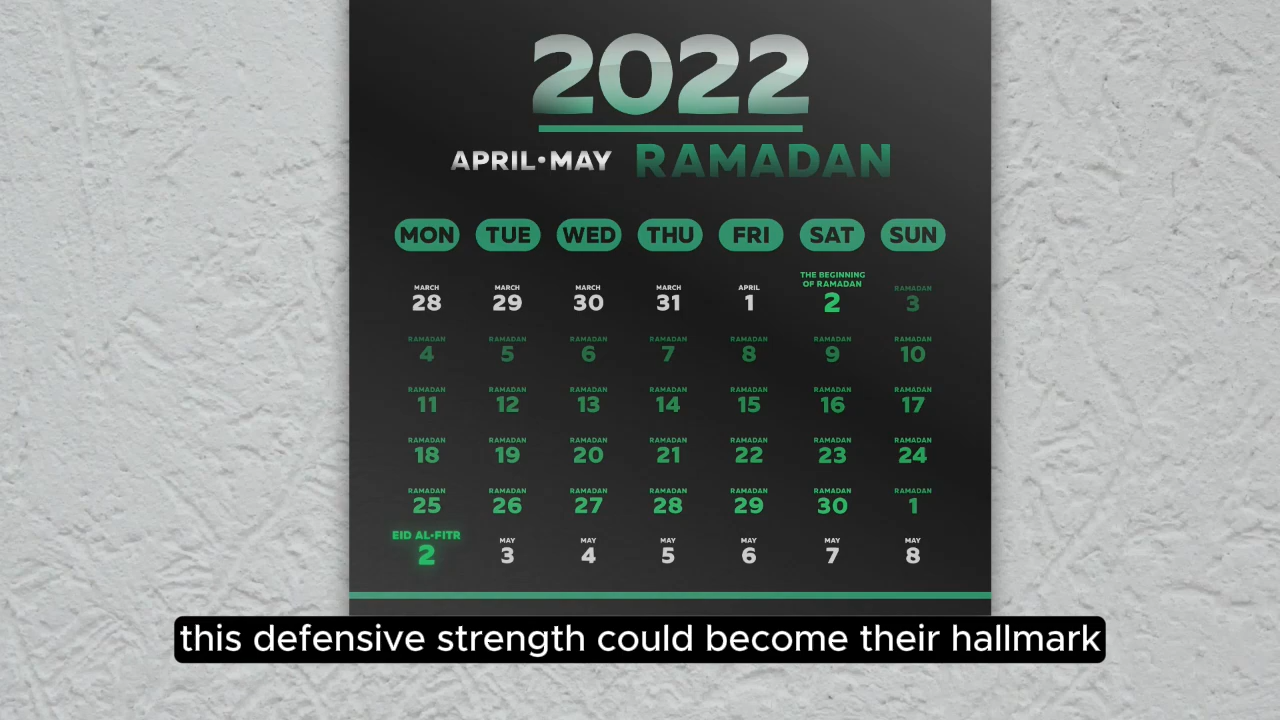 2022
APRIL•MAY RAMADAN
MON TUE WED THU FRI SAT SUN
MARCH MARCH MARCH MARCH APRIL THE BEGINNING OF RAMADAN RAMADAN
28 29 30 31 1 2 3
RAMADAN RAMADAN RAMADAN RAMADAN RAMADAN RAMADAN RAMADAN
4 5 6 7 8 9 10
RAMADAN RAMADAN RAMADAN RAMADAN RAMADAN RAMADAN RAMADAN
11 12 13 14 15 16 17
RAMADAN RAMADAN RAMADAN RAMADAN RAMADAN RAMADAN RAMADAN
18 19 20 21 22 23 24
RAMADAN RAMADAN RAMADAN RAMADAN RAMADAN RAMADAN RAMADAN
25 26 27 28 29 30 1
EID AL•FITR MAY MAY MAY MAY MAY MAY
2 3 4 5 6 7 8
this defensive strength could become their hallmark